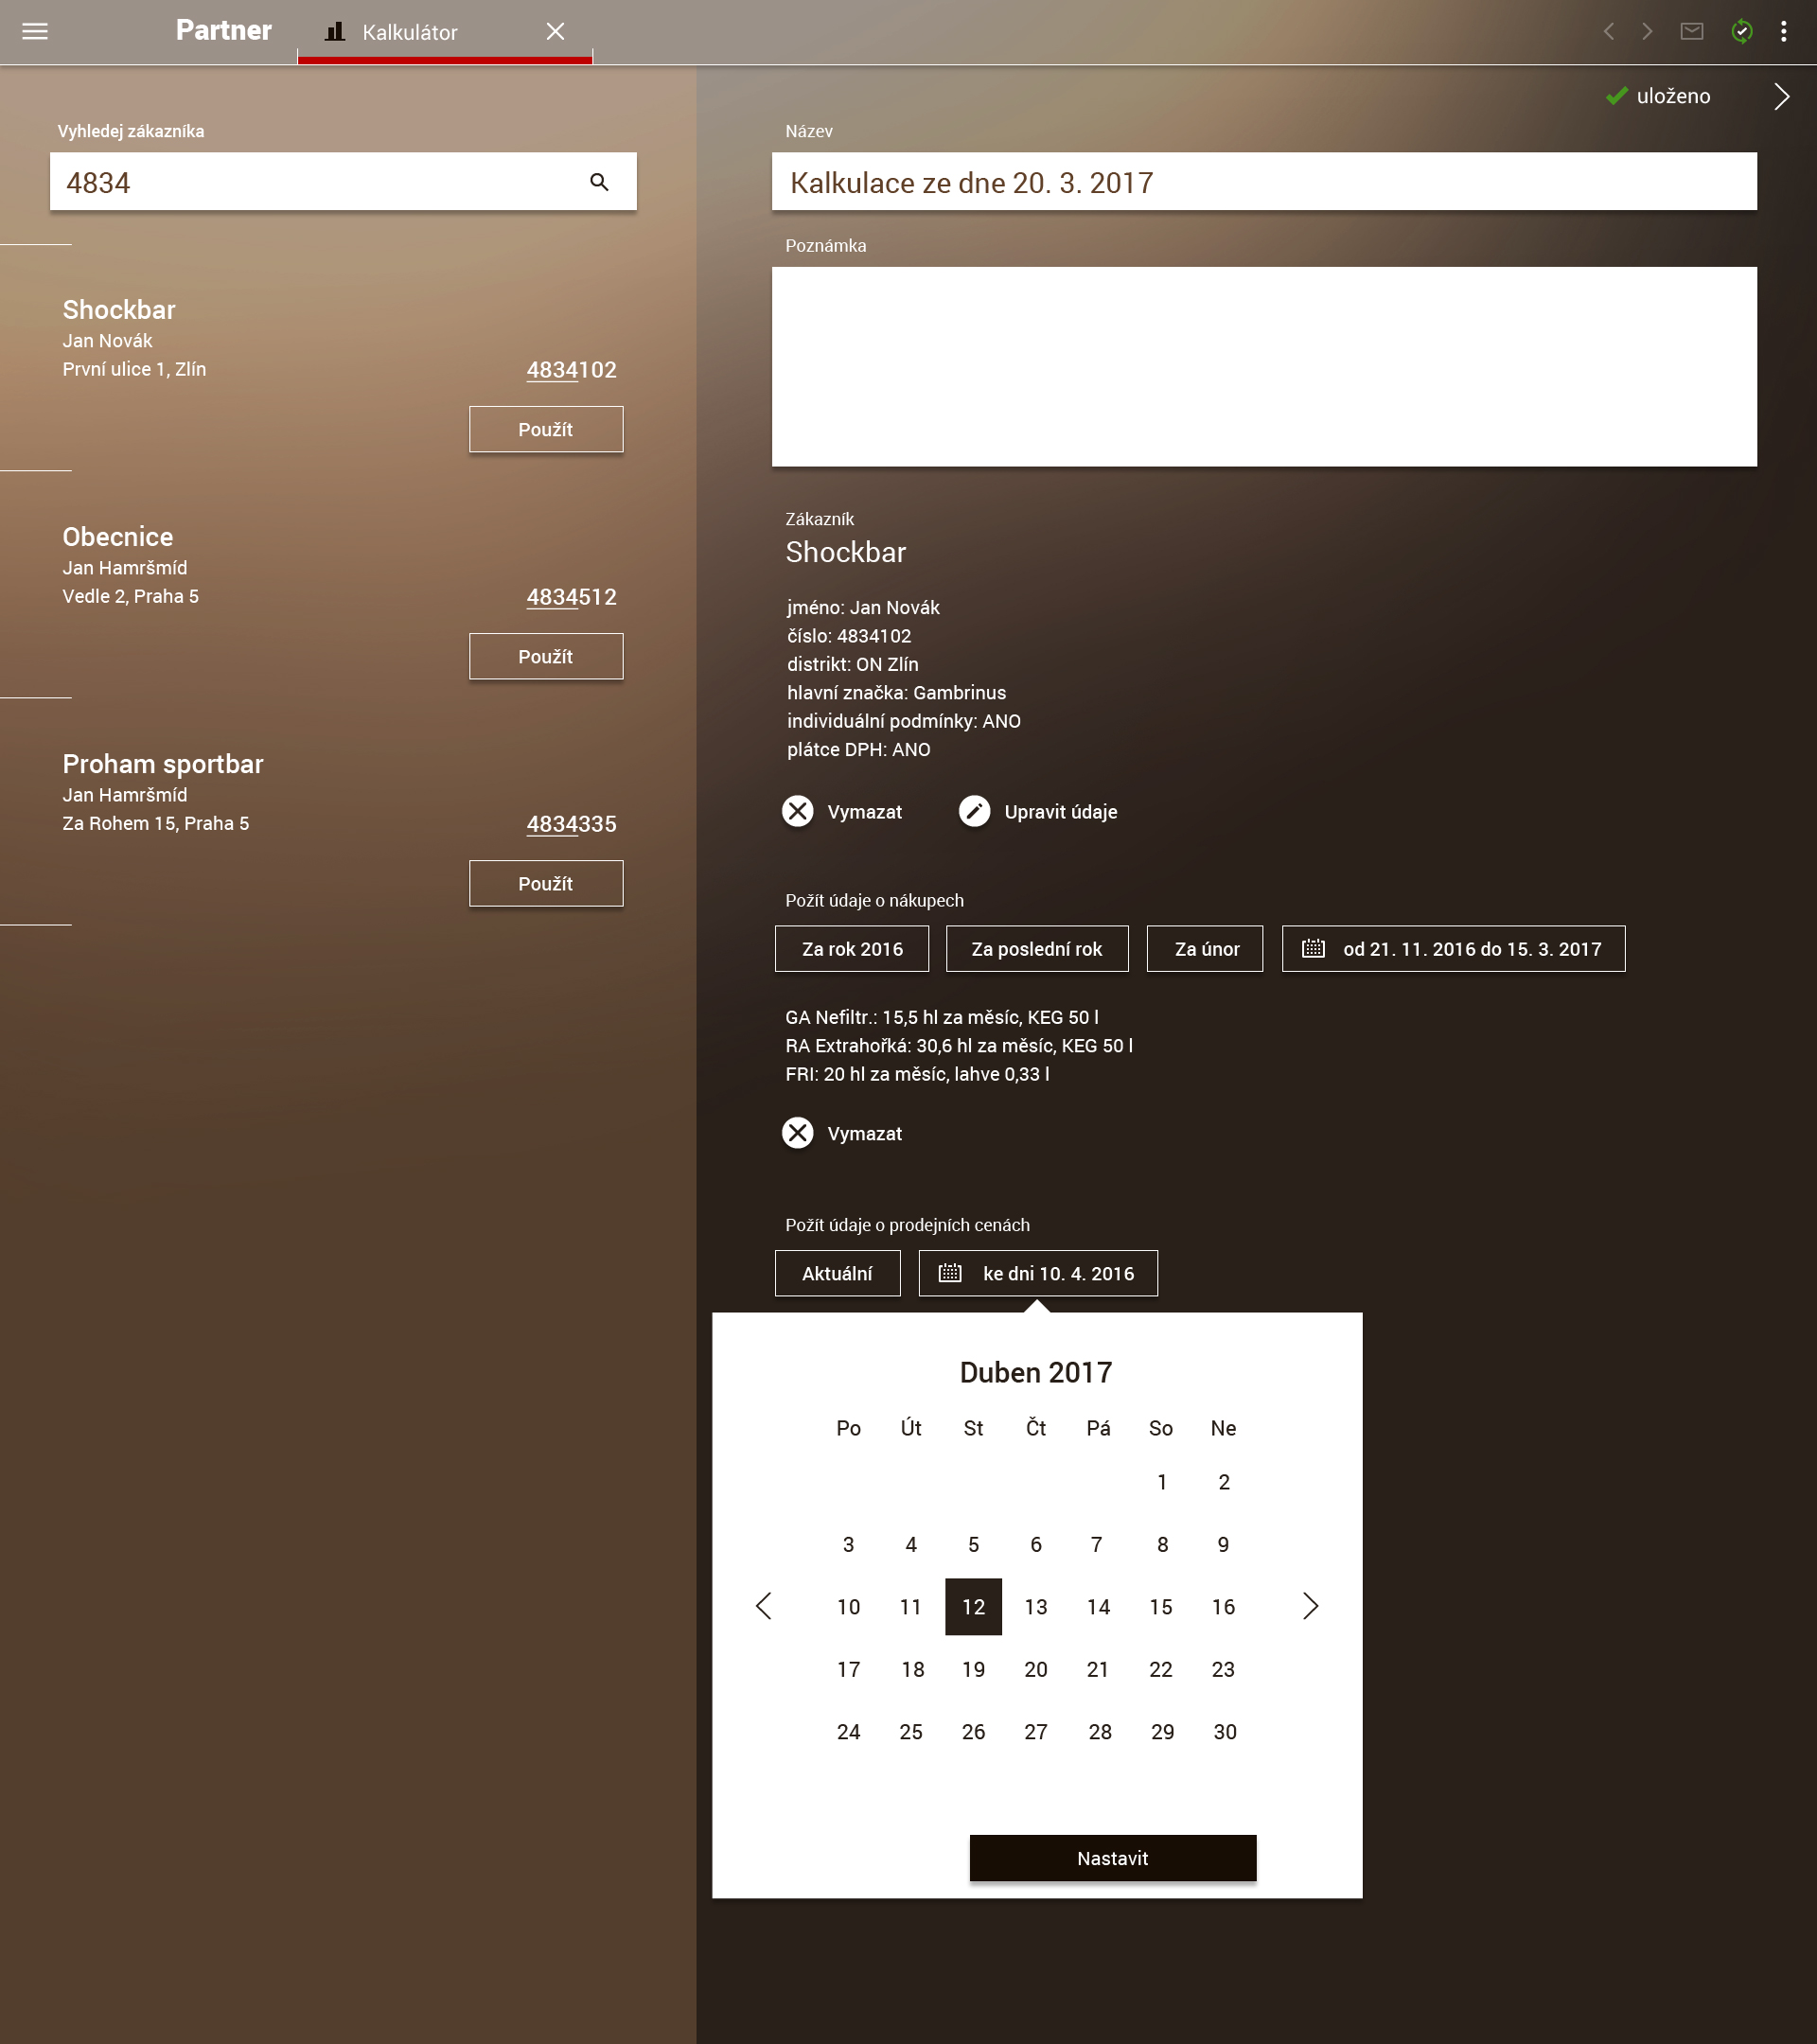 Partner
Kalkulátor
uloženo
Vyhledej zákazníka
4834
Shockbar
Jan Novák
První ulice 1, Zlín
4834102
Použít
Obecnice
Jan Hamršmíd
Vedle 2, Praha 5
4834512
Použít
Proham sportbar
Jan Hamršmíd
Za Rohem 15, Praha 5
4834335
Použít
Název
Kalkulace ze dne 20. 3. 2017
Poznámka
Zákazník
Shockbar
jméno: Jan Novák
číslo: 4834102
distrikt: ON Zlín
hlavní značka: Gambrinus
individuální podmínky: ANO
plátce DPH: ANO
Vymazat Upravit údaje
Požít údaje o nákupech
Za rok 2016 Za poslední rok Za únor od 21. 11. 2016 do 15. 3. 2017
GA Nefiltr.: 15,5 hl za měsíc, KEG 50 l
RA Extrahořká: 30,6 hl za měsíc, KEG 50 l
FRI: 20 hl za měsíc, lahve 0,33 l
Vymazat
Požít údaje o prodejních cenách
Aktuální ke dni 10. 4. 2016
Duben 2017
Po Út St Čt Pá So Ne
1 2
3 4 5 6 7 8 9
10 11 12 13 14 15 16
17 18 19 20 21 22 23
24 25 26 27 28 29 30
Nastavit